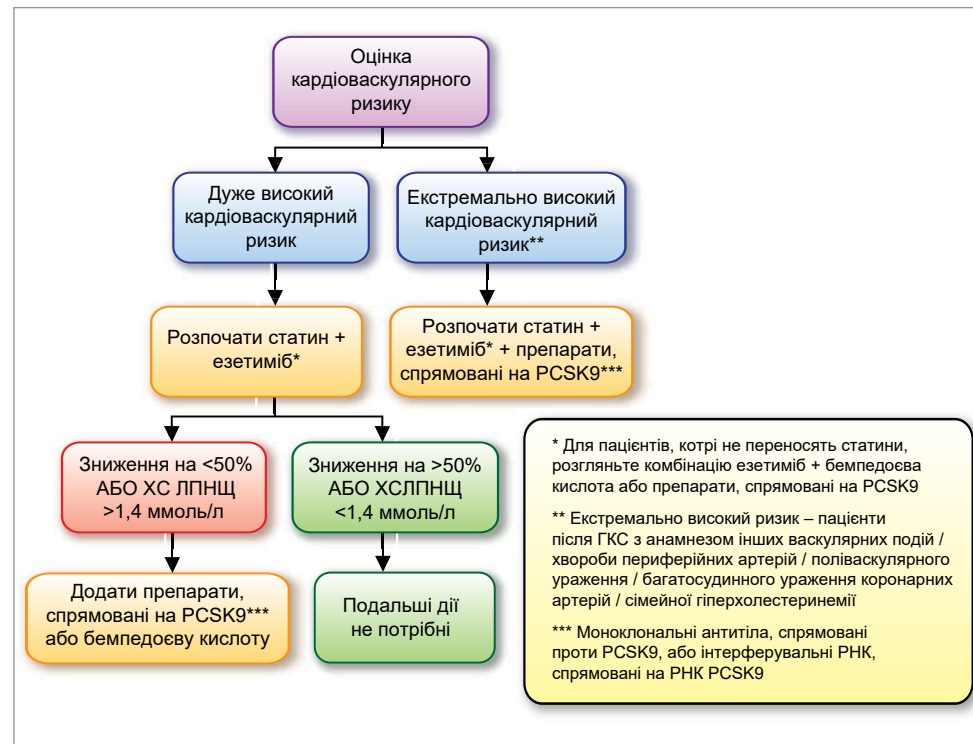 Оцінка
кардіоваскулярного
ризику
Дуже високий
кардіоваскулярний
ризик
Екстремально високий
кардіоваскулярний
ризик**
Розпочати статин +
езетиміб*
Розпочати статин +
езетиміб* + препарати,
спрямовані на PCSK9***
Зниження на <50%
АБО ХС ЛПНЩ
>1,4 ммоль/л
Зниження на >50%
АБО ХСЛПНЩ
<1,4 ммоль/л
Додати препарати,
спрямовані на PCSK9***
або бемпедоєву кислоту
Подальші дії
не потрібні
* Для пацієнтів, котрі не переносять статини,
розгляньте комбінацію езетиміб + бемпедоєва
кислота або препарати, спрямовані на PCSK9
** Екстремально високий ризик – пацієнти
після ГКС з анамнезом інших васкулярних подій /
хвороби периферійних артерій / поліваскулярного
ураження / багатосудинного ураження коронарних
артерій / сімейної гіперхолестеринемії
*** Моноклональні антитіла, спрямовані
проти PCSK9, або інтерферувальні РНК,
спрямовані на РНК PCSK9